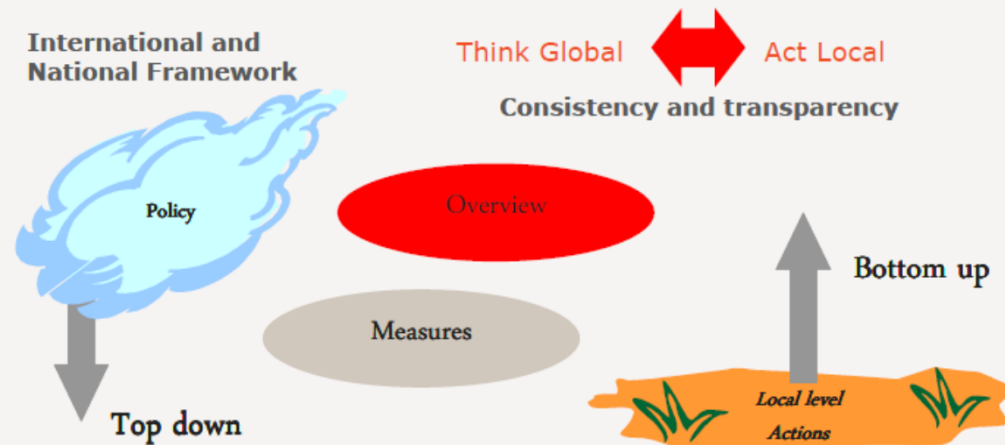 International and
National Framework
Think Global
Act Local
Consistency and transparency
Policy
Overview
Measures
Bottom up
Top down
Local level
Actions